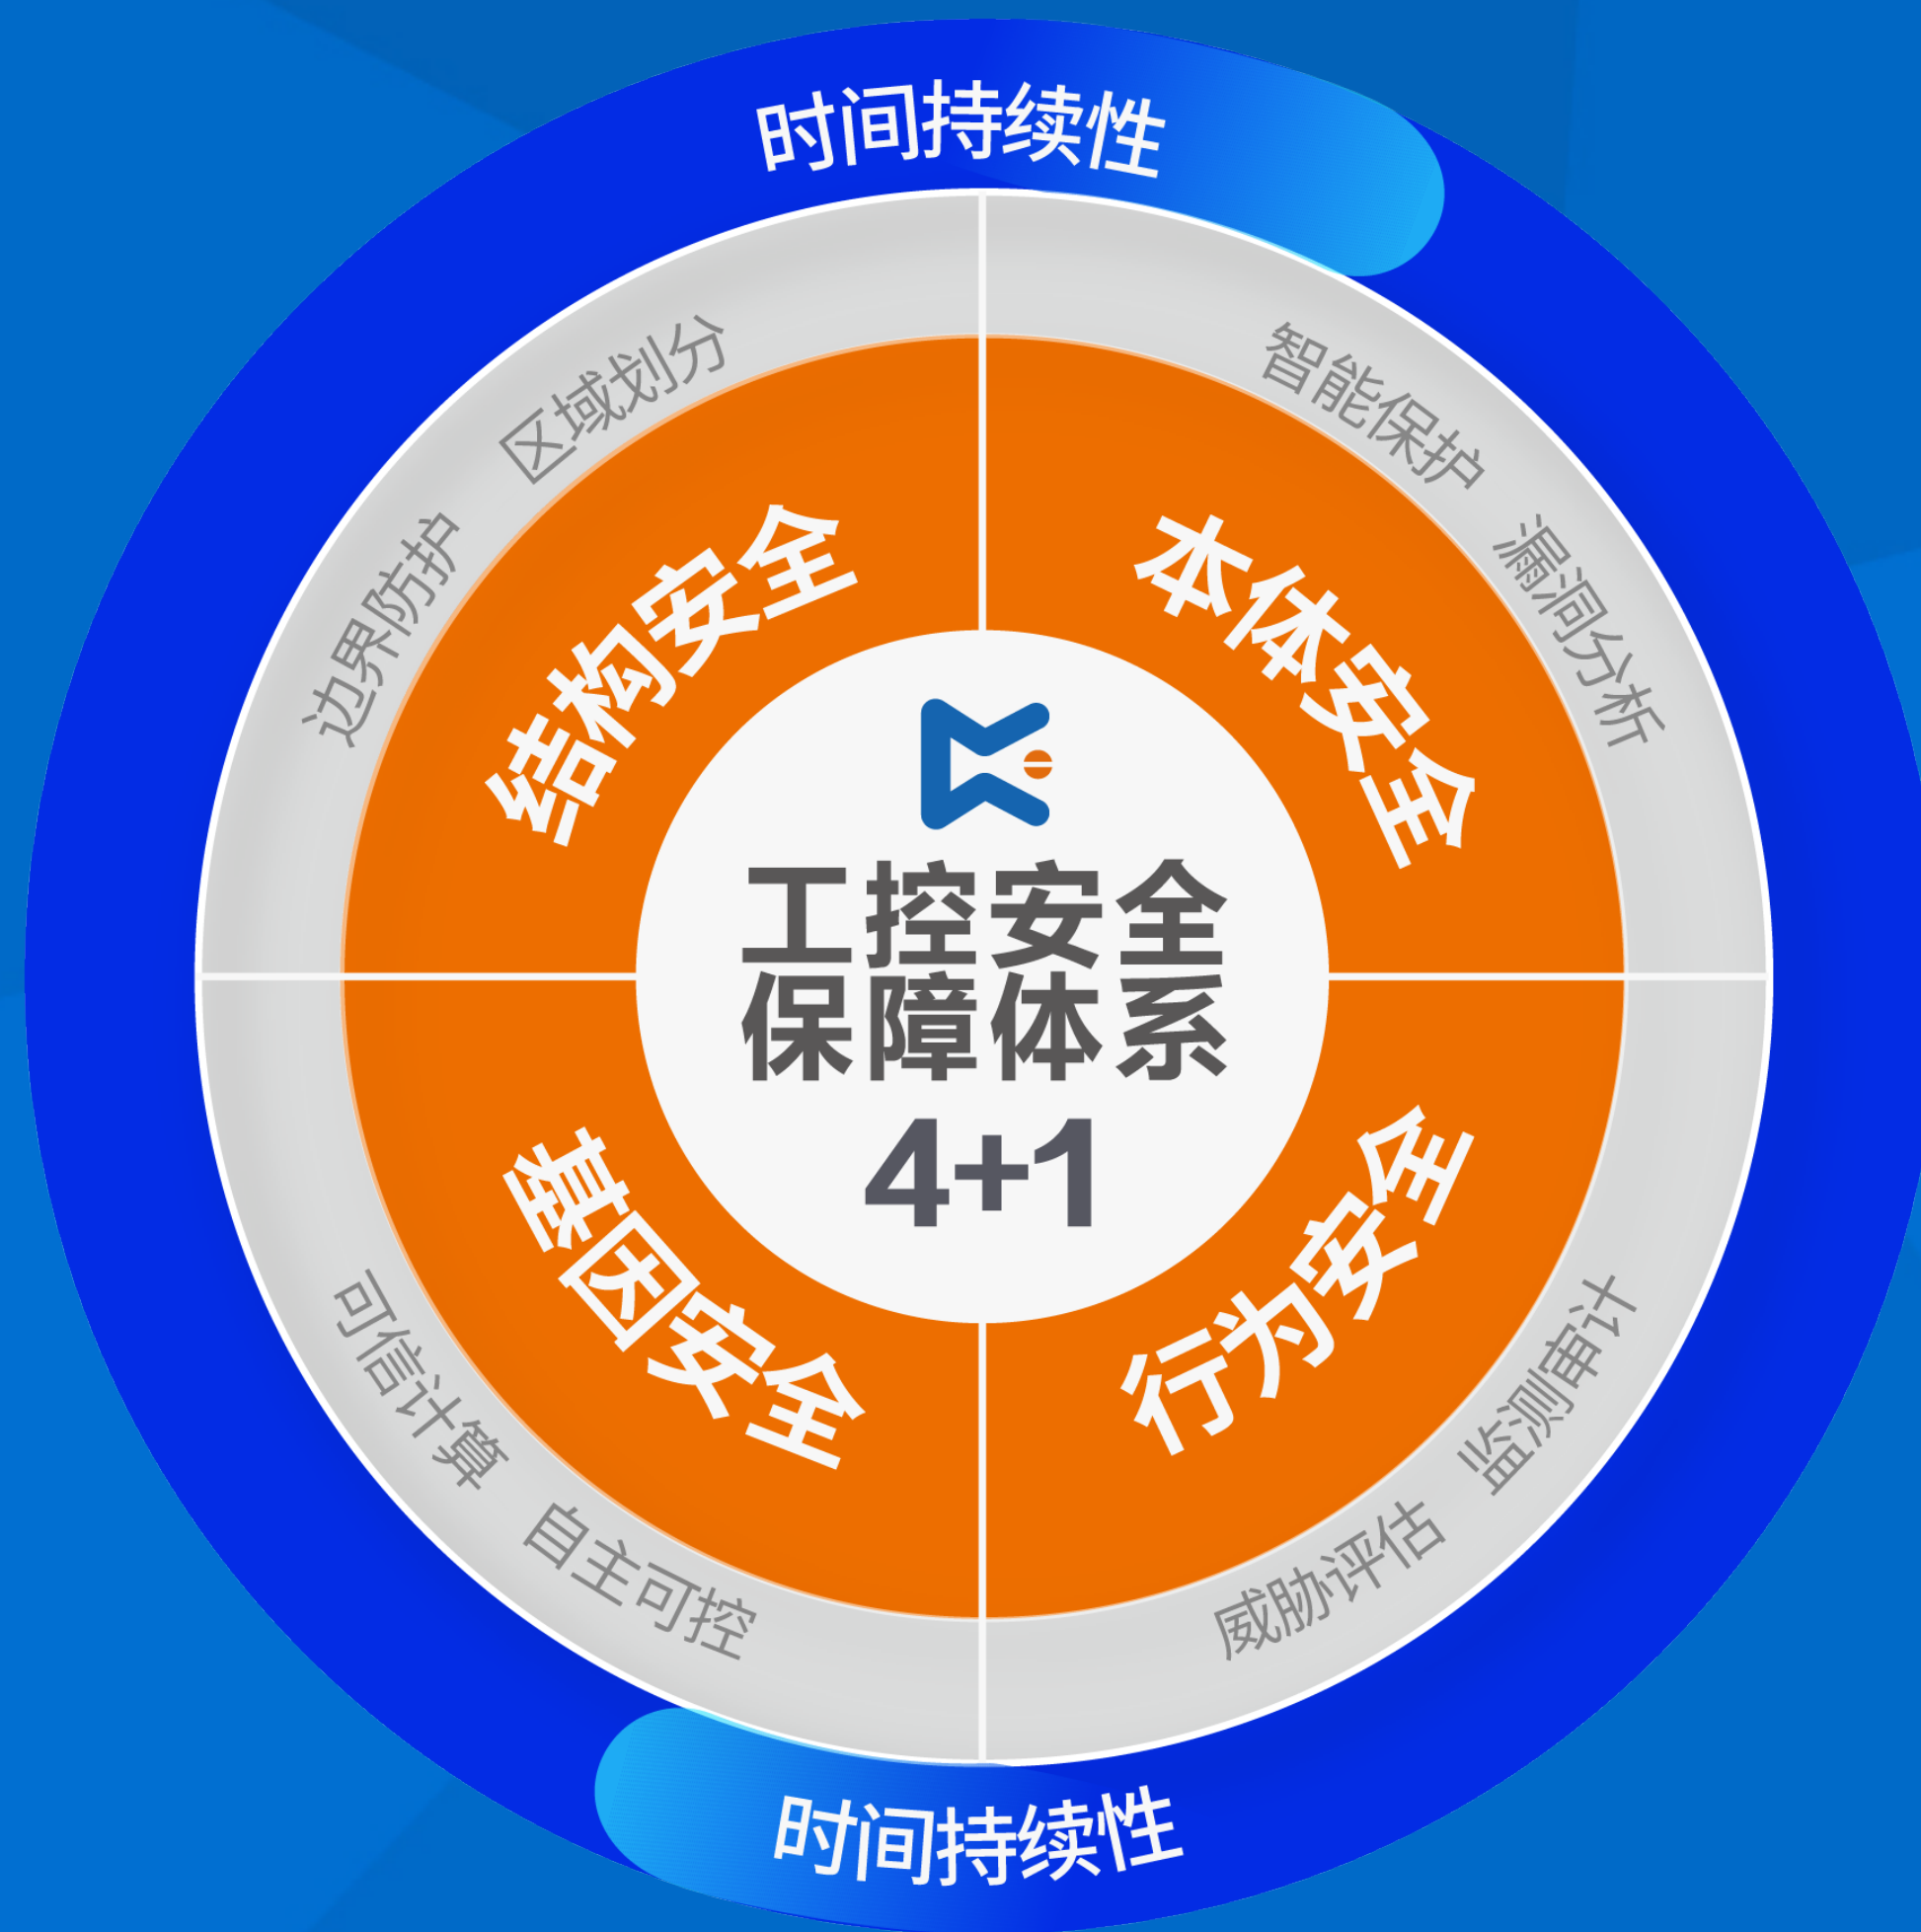 时间持续性
区域划分
边界防护
智能保护
漏洞分析
结构安全
本体安全
工控安全
保障体系
4+1
基因安全
行为安全
可信计算
自主可控
监测审计
威胁评估
时间持续性